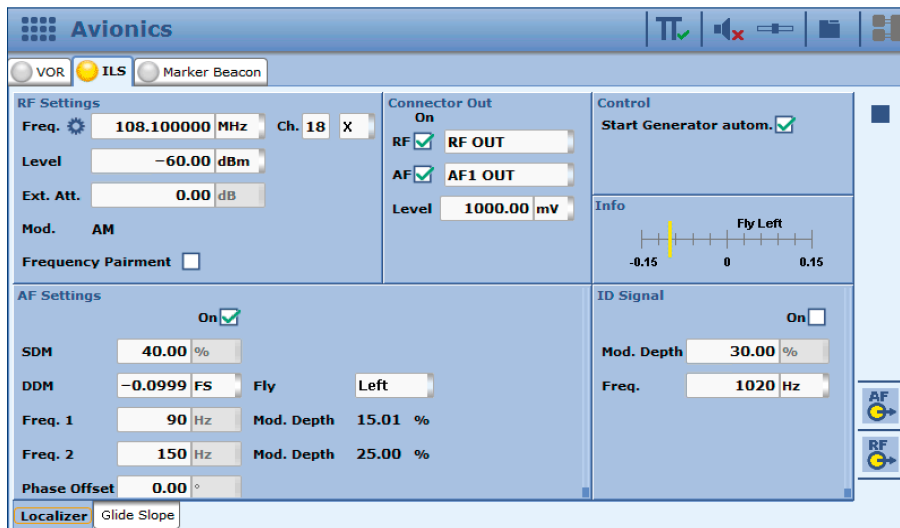 Avionics
VOR ILS Marker Beacon
RF Settings
Freq. 108.100000 MHz Ch. 18 X
Level -60.00 dBm
Ext. Att. 0.00 dB
Mod. AM
Frequency Pairment
Connector Out
On
RF RF OUT
AF AF1 OUT
Level 1000.00 mV
Control
Start Generator autom.
Info
Fly Left
-0.15 0 0.15
AF Settings
On
SDM 40.00 %
DDM -0.0999 FS Fly Left
Freq. 1 90 Hz Mod. Depth 15.01 %
Freq. 2 150 Hz Mod. Depth 25.00 %
Phase Offset 0.00 °
ID Signal
On
Mod. Depth 30.00 %
Freq. 1020 Hz
AF
RF
Localizer Glide Slope